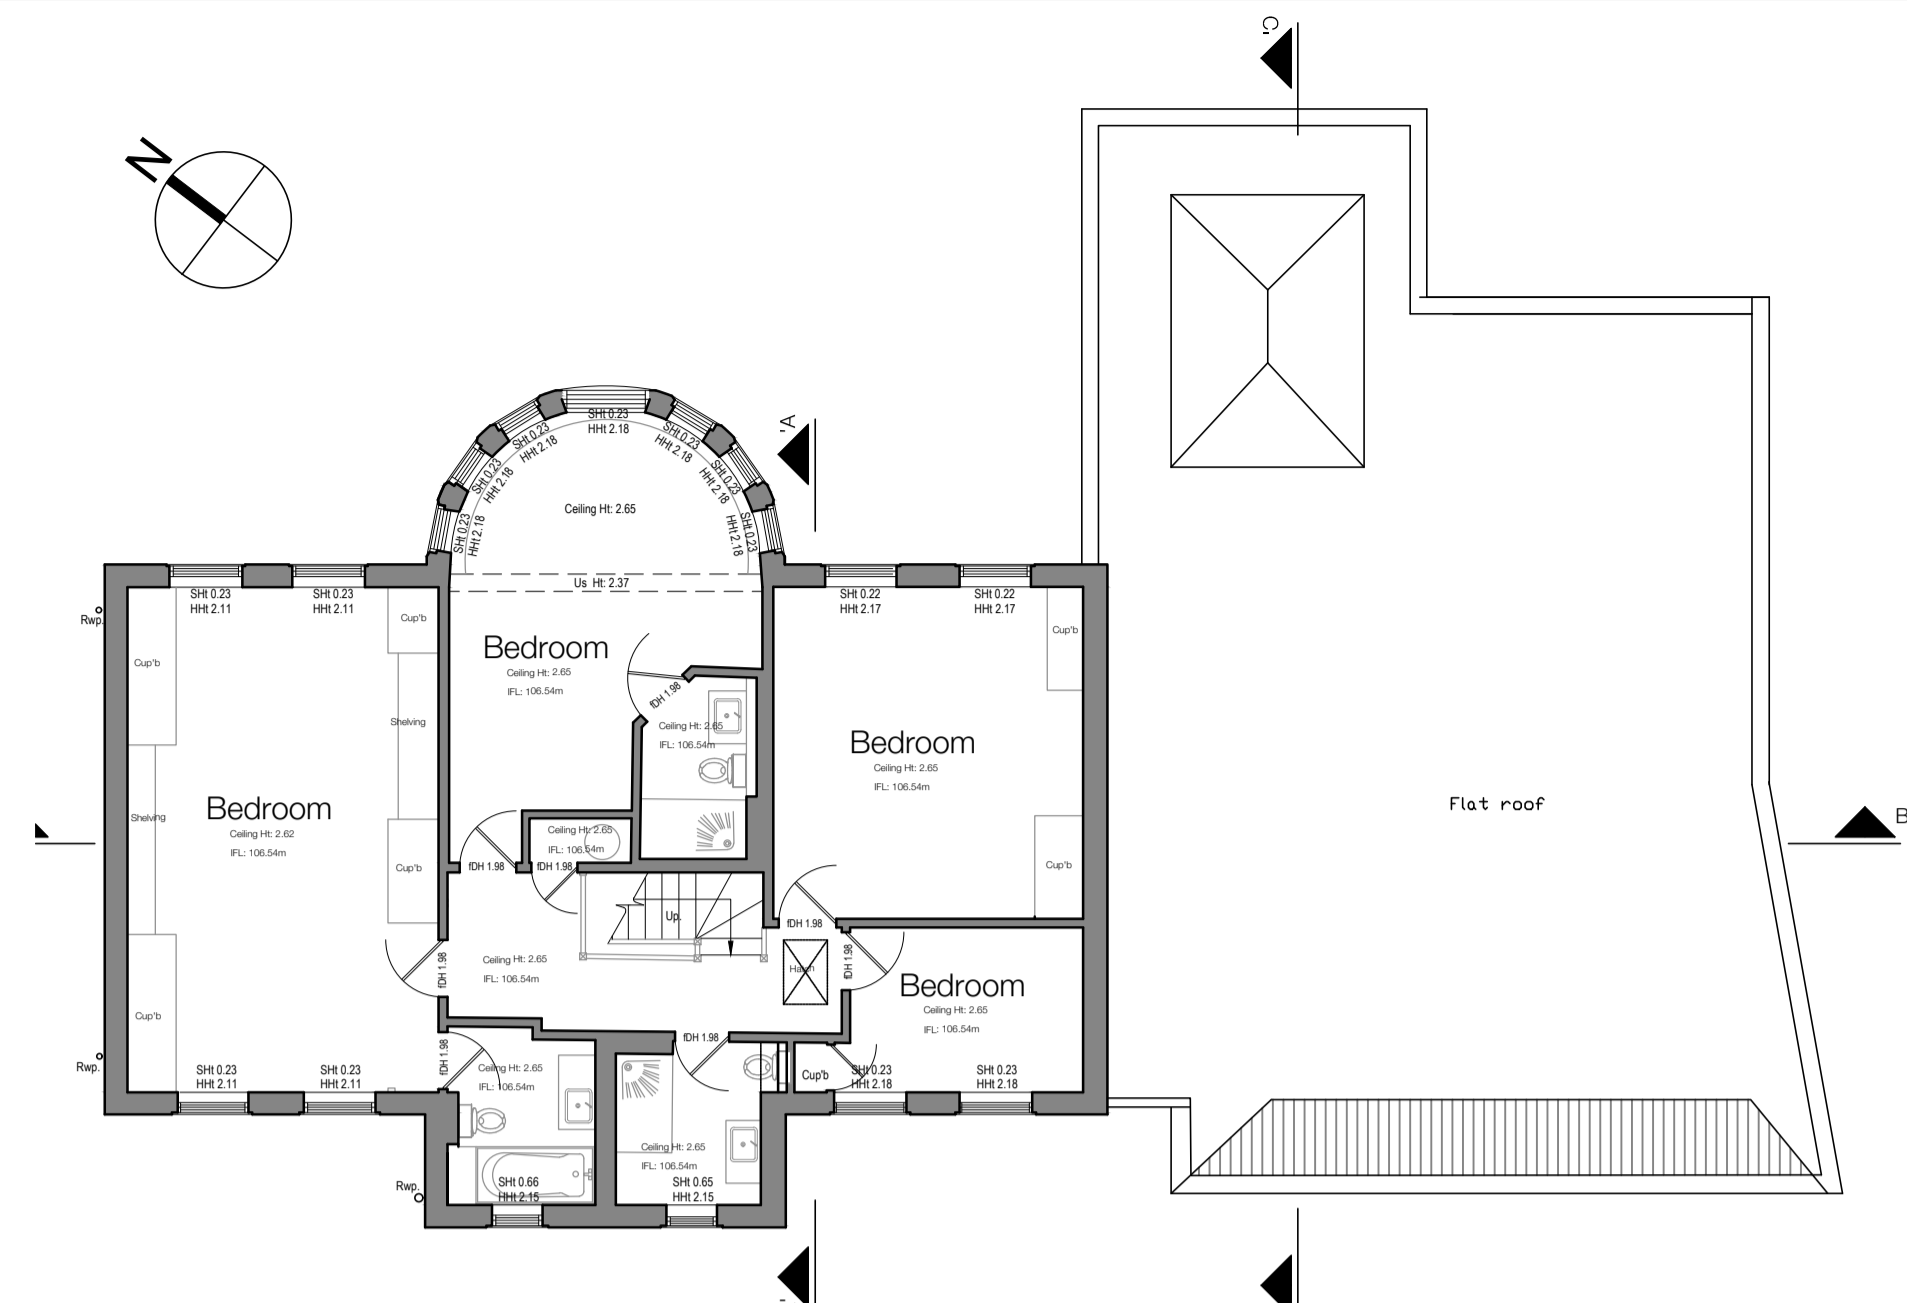 C'
N
A'
SHt 0.23
HHt 2.18
SHt 0.23
HHt 2.18
SHt 0.23
HHt 2.18
SHt 0.23
HHt 2.18
SHt 0.23
HHt 2.18
SHt 0.23
HHt 2.18
SHt 0.23
HHt 2.18
Ceiling Ht: 2.65
Us Ht: 2.37
SHt 0.23
HHt 2.11
SHt 0.23
HHt 2.11
SHt 0.22
HHt 2.17
SHt 0.22
HHt 2.17
Rwp.
Cup'b
Cup'b
Cup'b
Bedroom
Ceiling Ht: 2.65
IFL: 106.54m
fDH 1.98
Ceiling Ht: 2.65
IFL: 106.54m
Shelving
Bedroom
Ceiling Ht: 2.65
IFL: 106.54m
Bedroom
Ceiling Ht: 2.62
IFL: 106.54m
Shelving
Flat roof
B
Ceiling Ht: 2.65
IFL: 106.54m
Cup'b
fDH 1.98
fDH 1.98
Cup'b
Up.
fDH 1.98
fDH 1.98
Ceiling Ht: 2.65
IFL: 106.54m
fDH 1.98
Hatch
Bedroom
Ceiling Ht: 2.65
IFL: 106.54m
Cup'b
fDH 1.98
fDH 1.98
Rwp.
SHt 0.23
HHt 2.11
SHt 0.23
HHt 2.11
Ceiling Ht: 2.65
IFL: 106.54m
Cup'b
SHt 0.23
HHt 2.18
SHt 0.23
HHt 2.18
Ceiling Ht: 2.65
IFL: 106.54m
Rwp.
SHt 0.66
HHt 2.15
SHt 0.65
HHt 2.15